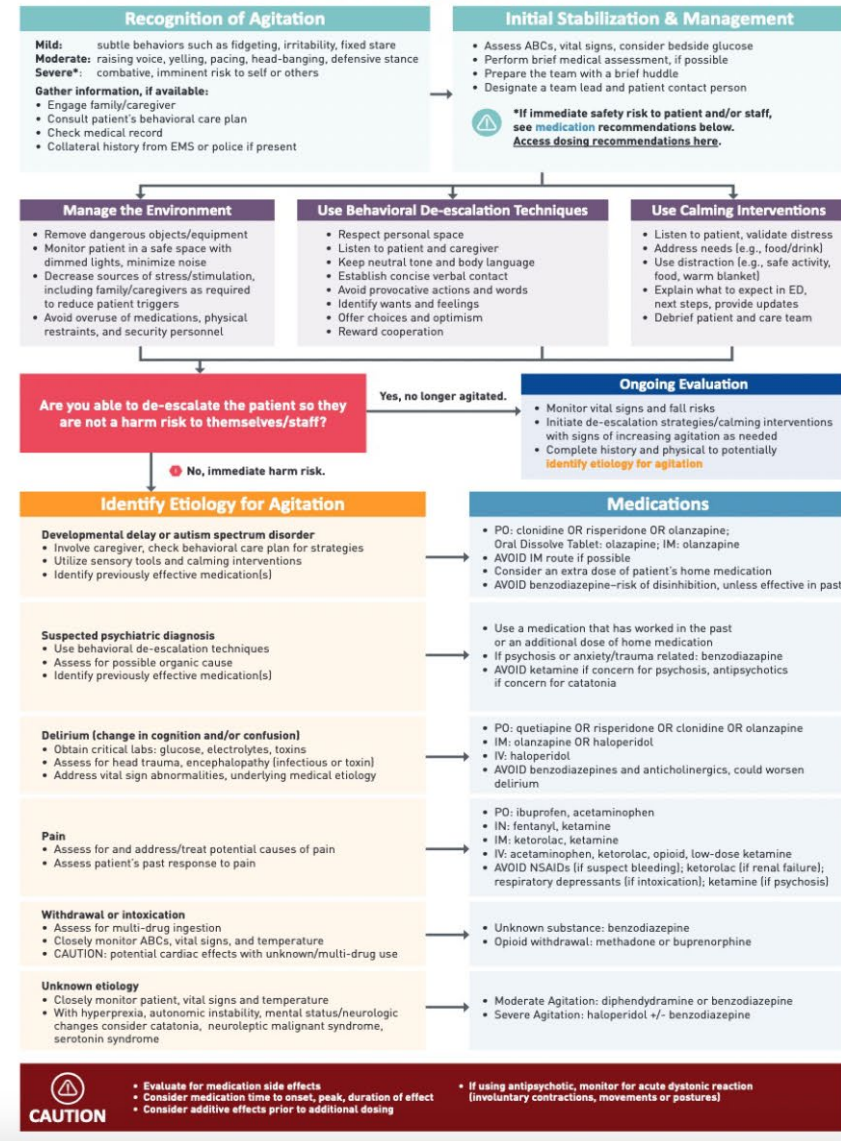 Recognition of Agitation
Mild: subtle behaviors such as fidgeting, irritability, fixed stare
Moderate: raising voice, yelling, pacing, head-banging, defensive stance
Severe*: combative, imminent risk to self or others
Gather information, if available:
• Engage family/caregiver
• Consult patient's behavioral care plan
• Check medical record
• Collateral history from EMS or police if present
Initial Stabilization & Management
• Assess ABCs, vital signs, consider bedside glucose
• Perform brief medical assessment, if possible
• Prepare the team with a brief huddle
• Designate a team lead and patient contact person
*If immediate safety risk to patient and/or staff,
see medication recommendations below.
Access dosing recommendations here.
Manage the Environment
• Remove dangerous objects/equipment
• Monitor patient in a safe space with
dimmed lights, minimize noise
• Decrease sources of stress/stimulation,
including family/caregivers as required
to reduce patient triggers
• Avoid overuse of medications, physical
restraints, and security personnel
Use Behavioral De-escalation Techniques
• Respect personal space
• Listen to patient and caregiver
• Keep neutral tone and body language
• Establish concise verbal contact
• Avoid provocative actions and words
• Identify wants and feelings
• Offer choices and optimism
• Reward cooperation
Use Calming Interventions
• Listen to patient, validate distress
• Address needs (e.g., food/drink)
• Use distraction (e.g., safe activity,
food, warm blanket)
• Explain what to expect in ED,
next steps, provide updates
• Debrief patient and care team
Are you able to de-escalate the patient so they
are not a harm risk to themselves/staff?
Yes, no longer agitated.
Ongoing Evaluation
• Monitor vital signs and fall risks
• Initiate de-escalation strategies/calming interventions
with signs of increasing agitation as needed
• Complete history and physical to potentially
identify etiology for agitation
No, immediate harm risk.
Identify Etiology for Agitation
Medications
Developmental delay or autism spectrum disorder
• Involve caregiver, check behavioral care plan for strategies
• Utilize sensory tools and calming interventions
• Identify previously effective medication(s)
• PO: clonidine OR risperidone OR olanzapine;
Oral Dissolve Tablet: olazapine; IM: olanzapine
• AVOID IM route if possible
• Consider an extra dose of patient's home medication
• AVOID benzodiazepine–risk of disinhibition, unless effective in past
Suspected psychiatric diagnosis
• Use behavioral de-escalation techniques
• Assess for possible organic cause
• Identify previously effective medication(s)
• Use a medication that has worked in the past
or an additional dose of home medication
• If psychosis or anxiety/trauma related: benzodiazapine
• AVOID ketamine if concern for psychosis, antipsychotics
if concern for catatonia
Delirium (change in cognition and/or confusion)
• Obtain critical labs: glucose, electrolytes, toxins
• Assess for head trauma, encephalopathy (infectious or toxin)
• Address vital sign abnormalities, underlying medical etiology
• PO: quetiapine OR risperidone OR clonidine OR olanzapine
• IM: olanzapine OR haloperidol
• IV: haloperidol
• AVOID benzodiazepines and anticholinergics, could worsen
delirium
Pain
• Assess for and address/treat potential causes of pain
• Assess patient's past response to pain
• PO: ibuprofen, acetaminophen
• IN: fentanyl, ketamine
• IM: ketorolac, ketamine
• IV: acetaminophen, ketorolac, opioid, low-dose ketamine
• AVOID NSAIDs (if suspect bleeding); ketorolac (if renal failure);
respiratory depressants (if intoxication); ketamine (if psychosis)
Withdrawal or intoxication
• Assess for multi-drug ingestion
• Closely monitor ABCs, vital signs, and temperature
• CAUTION: potential cardiac effects with unknown/multi-drug use
• Unknown substance: benzodiazepine
• Opioid withdrawal: methadone or buprenorphine
Unknown etiology
• Closely monitor patient, vital signs and temperature
• With hyperprexia, autonomic instability, mental status/neurologic
changes consider catatonia, neuroleptic malignant syndrome,
serotonin syndrome
• Moderate Agitation: diphendydramine or benzodiazepine
• Severe Agitation: haloperidol +/- benzodiazepine
CAUTION
• Evaluate for medication side effects
• Consider medication time to onset, peak, duration of effect
• Consider additive effects prior to additional dosing
• If using antipsychotic, monitor for acute dystonic reaction
(involuntary contractions, movements or postures)